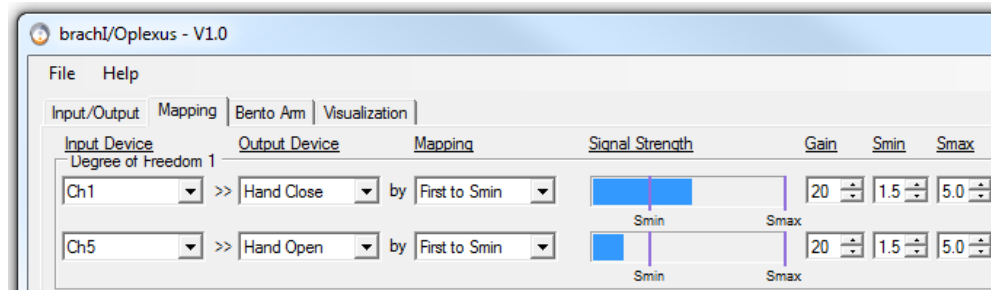 brachI/Oplexus - V1.0
File Help
Input/Output Mapping Bento Arm Visualization
Input Device Output Device Mapping Signal Strength Gain Smin Smax
Degree of Freedom 1
Ch1 >> Hand Close by First to Smin 20 1.5 5.0
Smin Smax
Ch5 >> Hand Open by First to Smin 20 1.5 5.0
Smin Smax